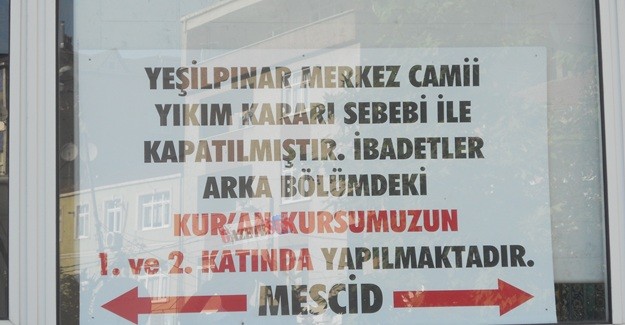 YEŞİLPINAR MERKEZ CAMİİ
YIKIM KARARI SEBEBİ İLE
KAPATILMIŞTIR. İBADETLER
ARKA BÖLÜMDEKİ
KUR'AN KURSUMUZUN
1. ve 2. KATINDA YAPILMAKTADIR.
MESCİD